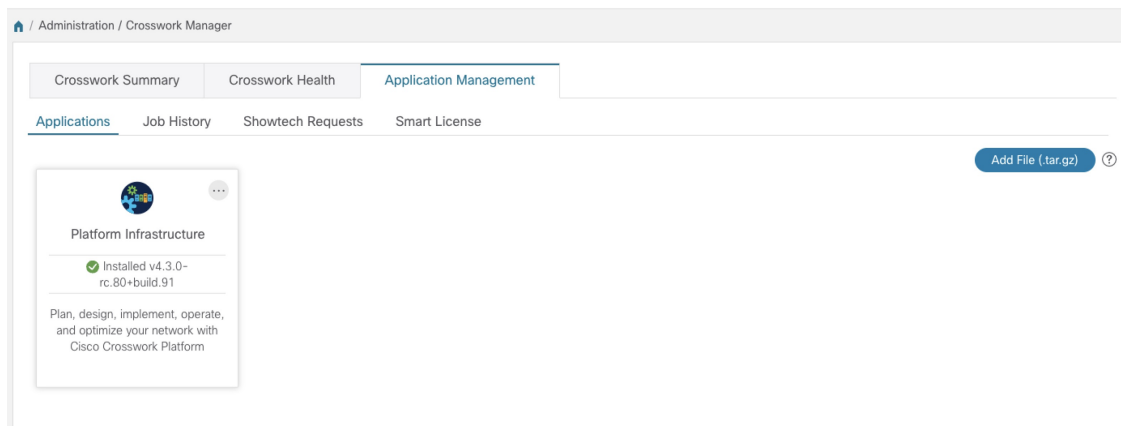 / Administration / Crosswork Manager
Crosswork Summary Crosswork Health Application Management
Applications Job History Showtech Requests Smart License
Add File (.tar.gz) ?
...
Platform Infrastructure
Installed v4.3.0-
rc.80+build.91
Plan, design, implement, operate,
and optimize your network with
Cisco Crosswork Platform